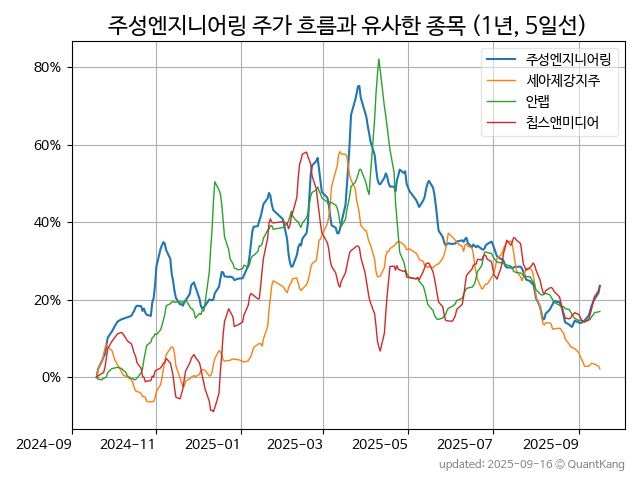 주성엔지니어링 주가 흐름과 유사한 종목 (1년, 5일선)
주성엔지니어링
세아제강지주
안랩
칩스앤미디어
80%
60%
40%
20%
0%
2024-09 2024-11 2025-01 2025-03 2025-05 2025-07 2025-09
updated: 2025-09-16 © QuantKang